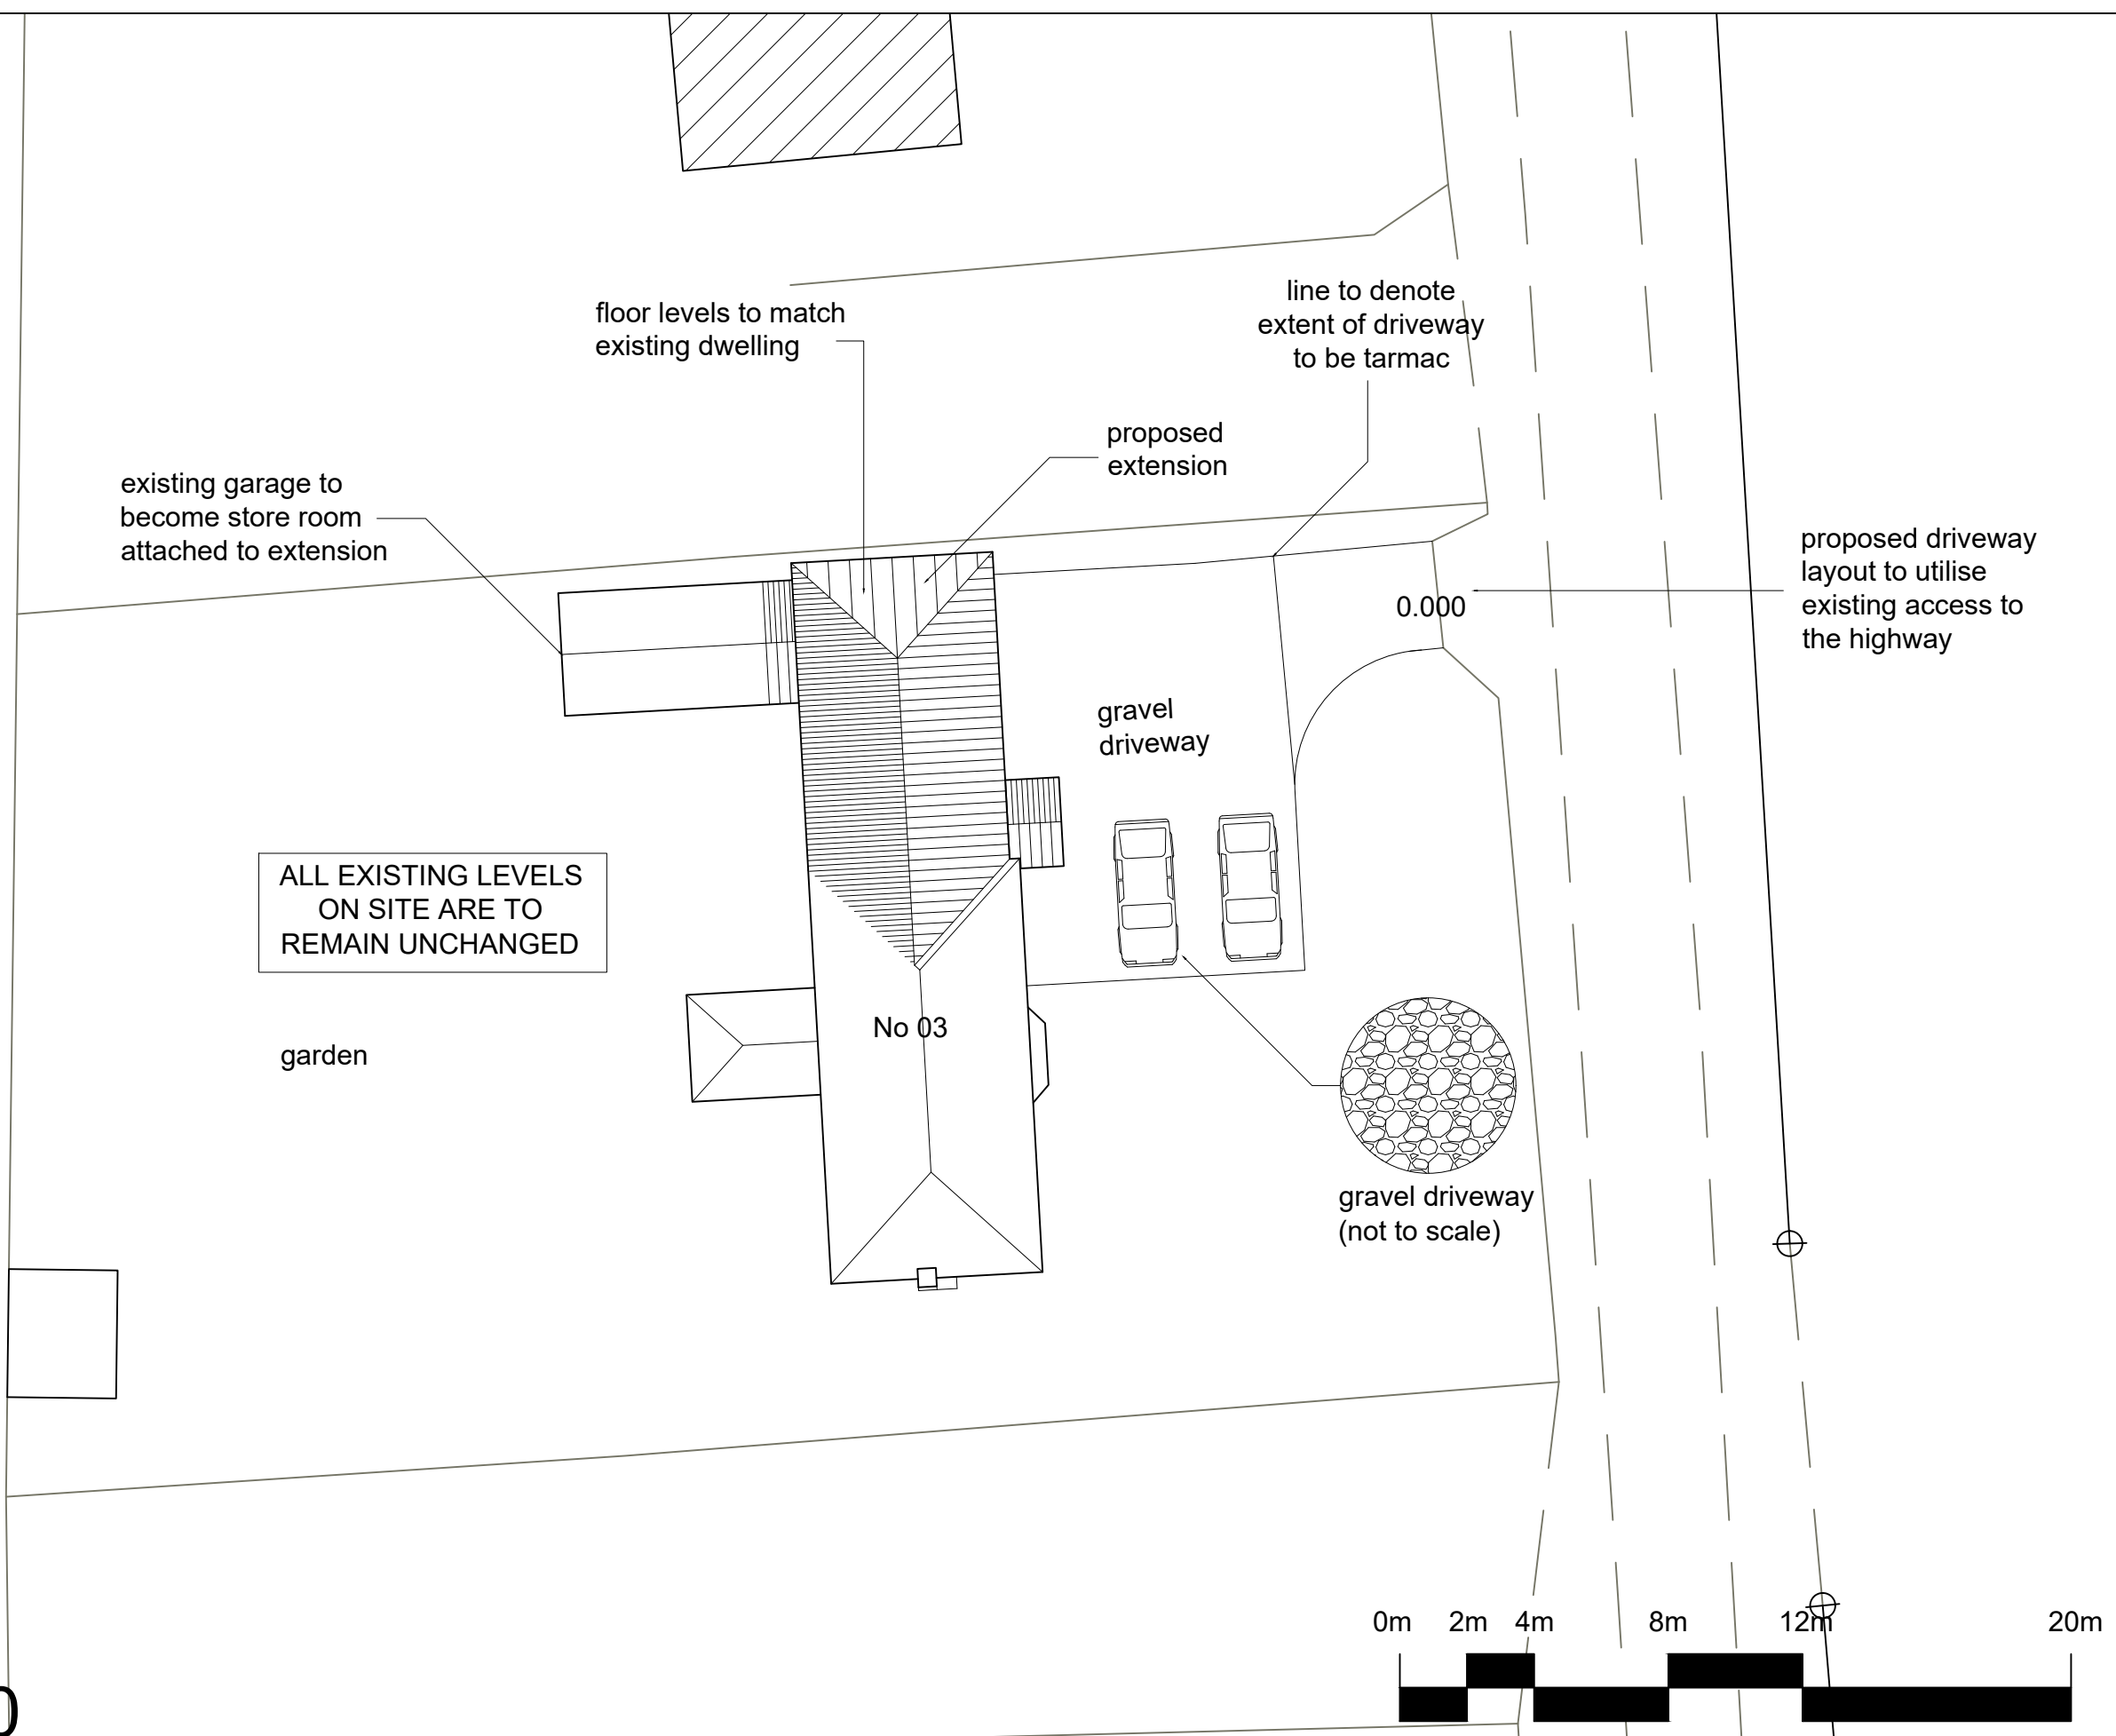 floor levels to match
existing dwelling
line to denote
extent of driveway
to be tarmac
proposed
extension
existing garage to
become store room
attached to extension
proposed driveway
layout to utilise
existing access to
the highway
0.000
gravel
driveway
ALL EXISTING LEVELS
ON SITE ARE TO
REMAIN UNCHANGED
No 03
garden
gravel driveway
(not to scale)
0m 2m 4m 8m 12m 20m